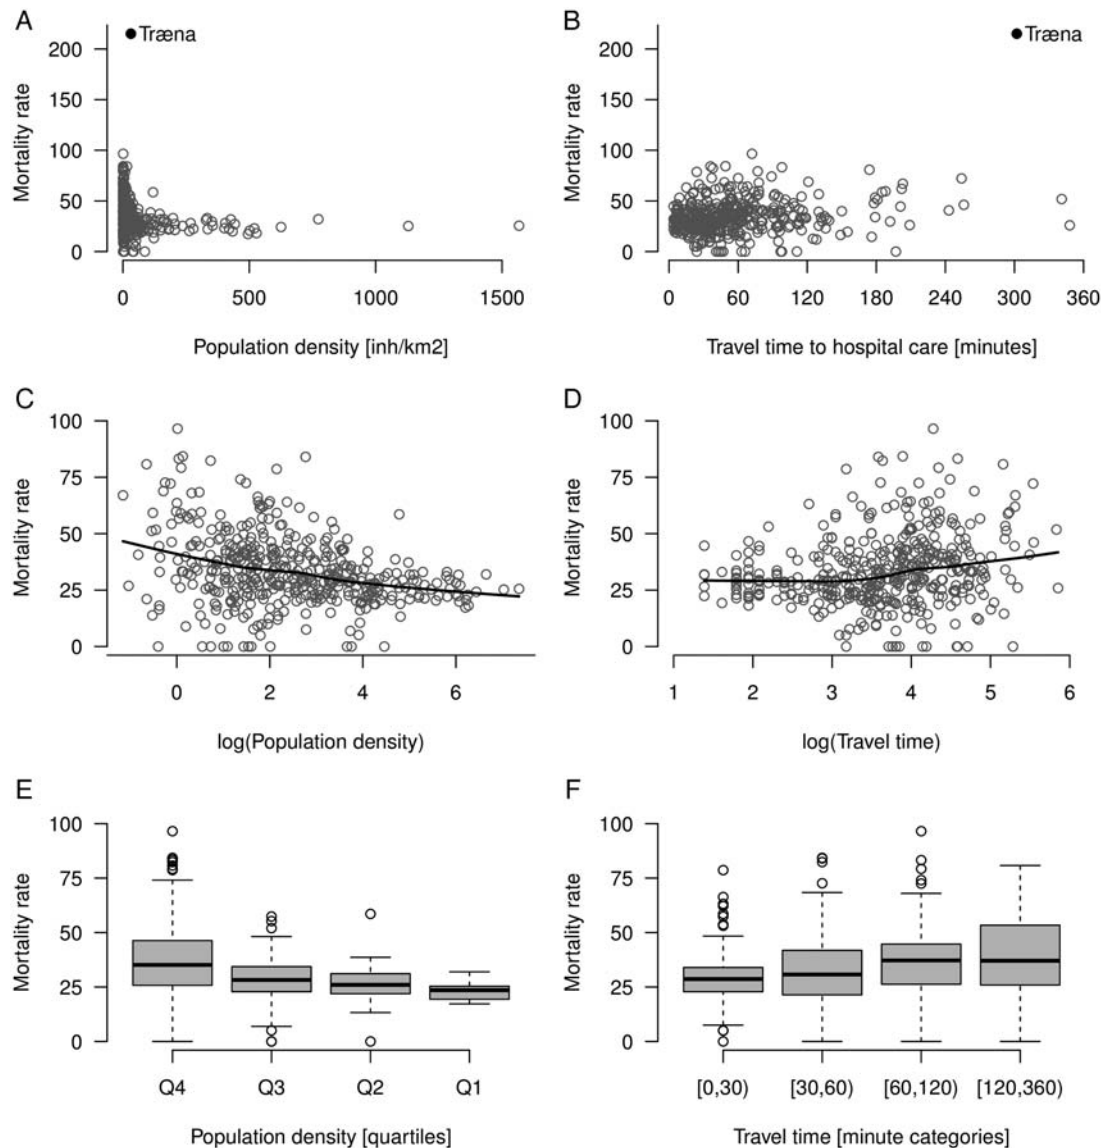 A
Træna
200
150
100
50
0
Mortality rate
0 500 1000 1500
Population density [inh/km2]
B
Træna
200
150
100
50
0
Mortality rate
0 60 120 180 240 300 360
Travel time to hospital care [minutes]
C
100
75
50
25
0
Mortality rate
0 2 4 6
log(Population density)
D
100
75
50
25
0
Mortality rate
1 2 3 4 5 6
log(Travel time)
E
100
75
50
25
0
Mortality rate
Q4 Q3 Q2 Q1
Population density [quartiles]
F
100
75
50
25
0
Mortality rate
[0,30) [30,60) [60,120) [120,360)
Travel time [minute categories]